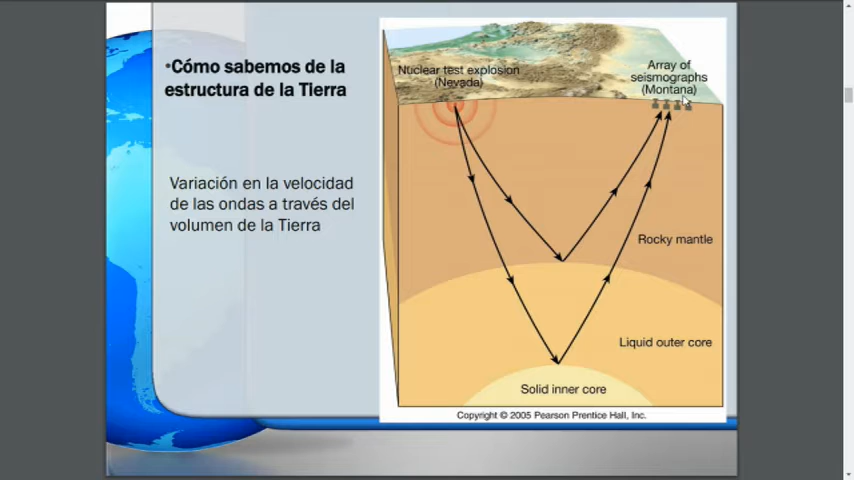 •Cómo sabemos de la
estructura de la Tierra
Variación en la velocidad
de las ondas a través del
volumen de la Tierra
Nuclear test explosion
(Nevada)
Array of
seismographs
(Montana)
Rocky mantle
Liquid outer core
Solid inner core
Copyright © 2005 Pearson Prentice Hall, Inc.